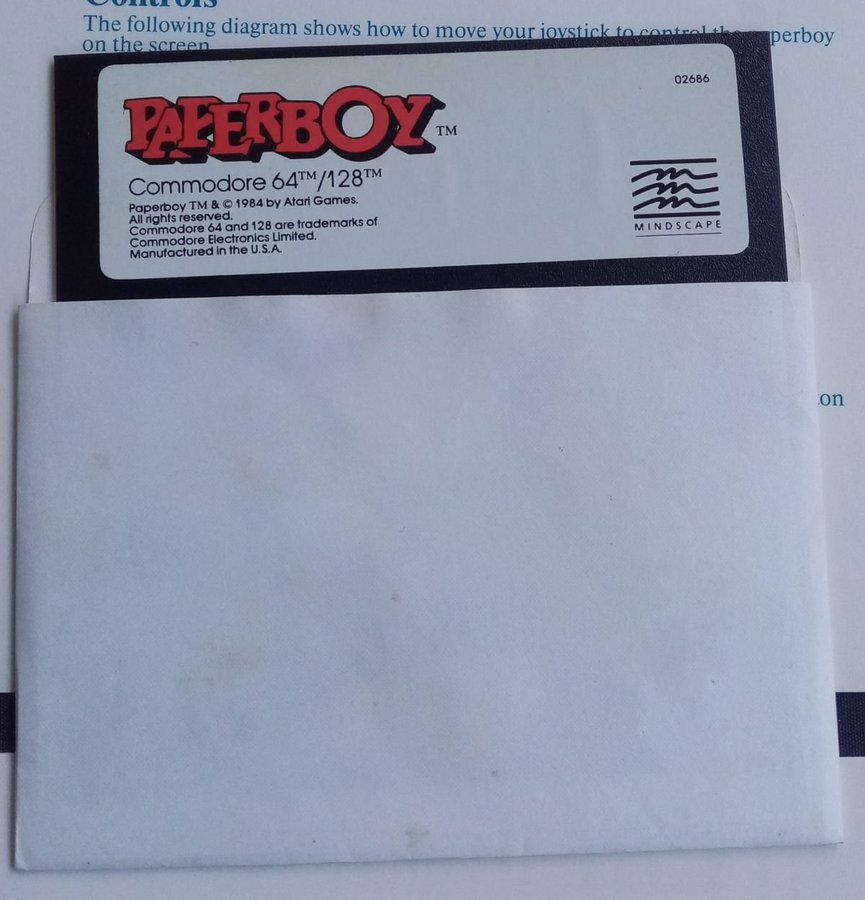 Controls
The following diagram shows how to move your joystick to control the perboy
on the screen
02686
PAPERBOY™
Commodore 64™/128™
Paperboy TM & © 1984 by Atari Games.
All rights reserved.
Commodore 64 and 128 are trademarks of
Commodore Electronics Limited.
Manufactured in the U.S.A.
MINDSCAPE
on